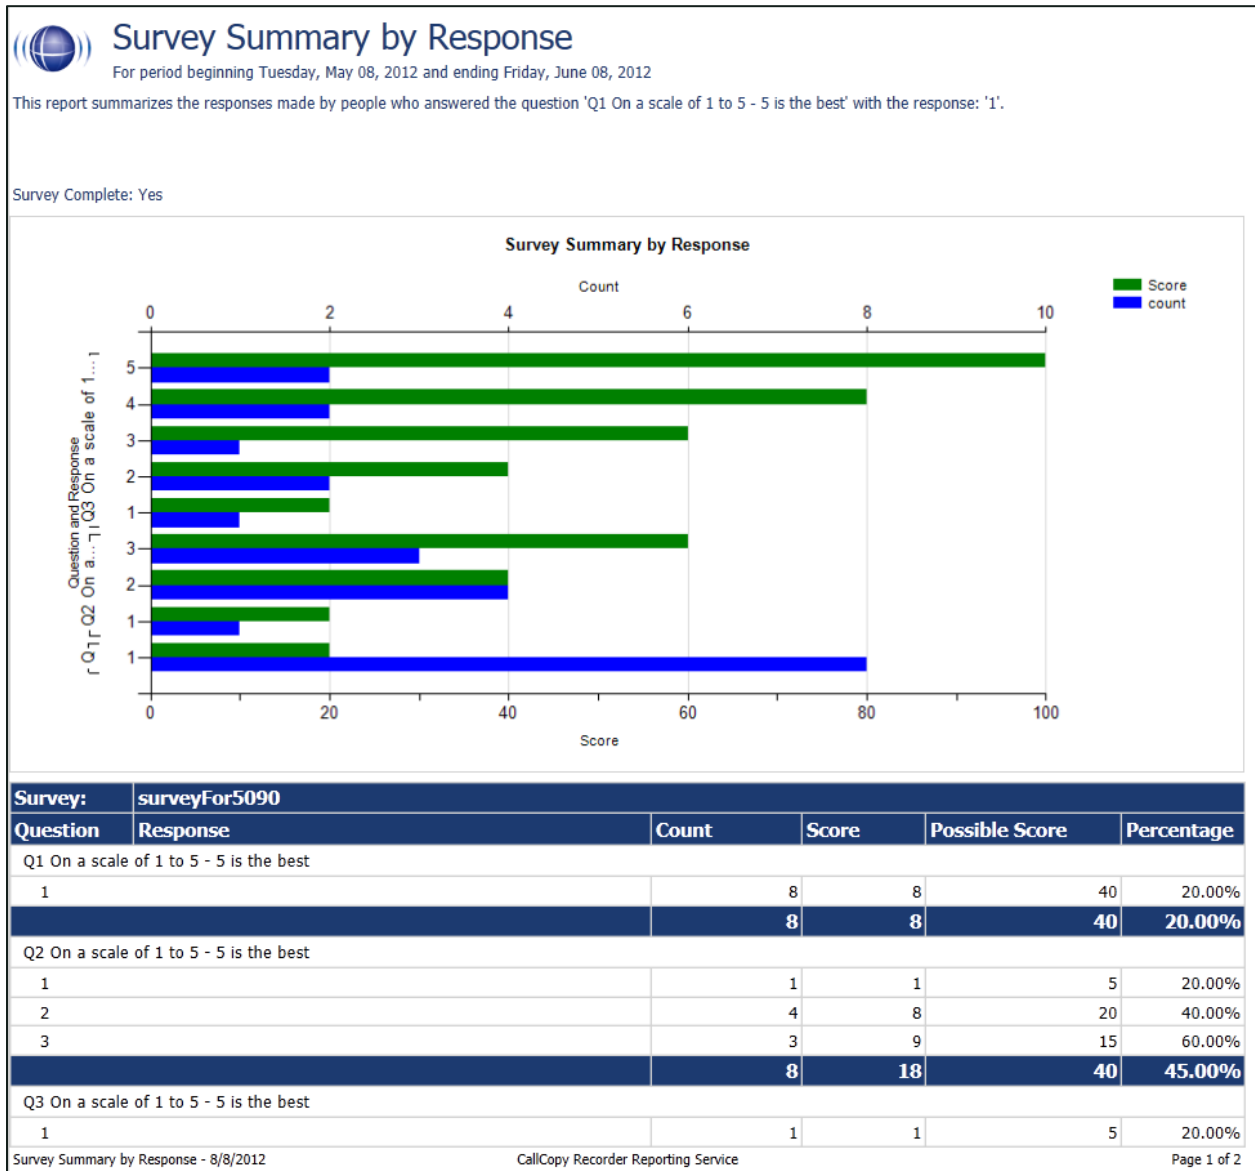 Survey Summary by Response
For period beginning Tuesday, May 08, 2012 and ending Friday, June 08, 2012
This report summarizes the responses made by people who answered the question 'Q1 On a scale of 1 to 5 - 5 is the best' with the response: '1'.
Survey Complete: Yes
Survey Summary by Response
Count
Score
count
0 2 4 6 8 10
Question and Response
Q3 On a scale of 1...
Q2 On a...
Q
5
4
3
2
1
3
2
1
1
0 20 40 60 80 100
Score
Survey: surveyFor5090
Question Response Count Score Possible Score Percentage
Q1 On a scale of 1 to 5 - 5 is the best
1 8 8 40 20.00%
8 8 40 20.00%
Q2 On a scale of 1 to 5 - 5 is the best
1 1 1 5 20.00%
2 4 8 20 40.00%
3 3 9 15 60.00%
8 18 40 45.00%
Q3 On a scale of 1 to 5 - 5 is the best
1 1 1 5 20.00%
Survey Summary by Response - 8/8/2012 CallCopy Recorder Reporting Service Page 1 of 2